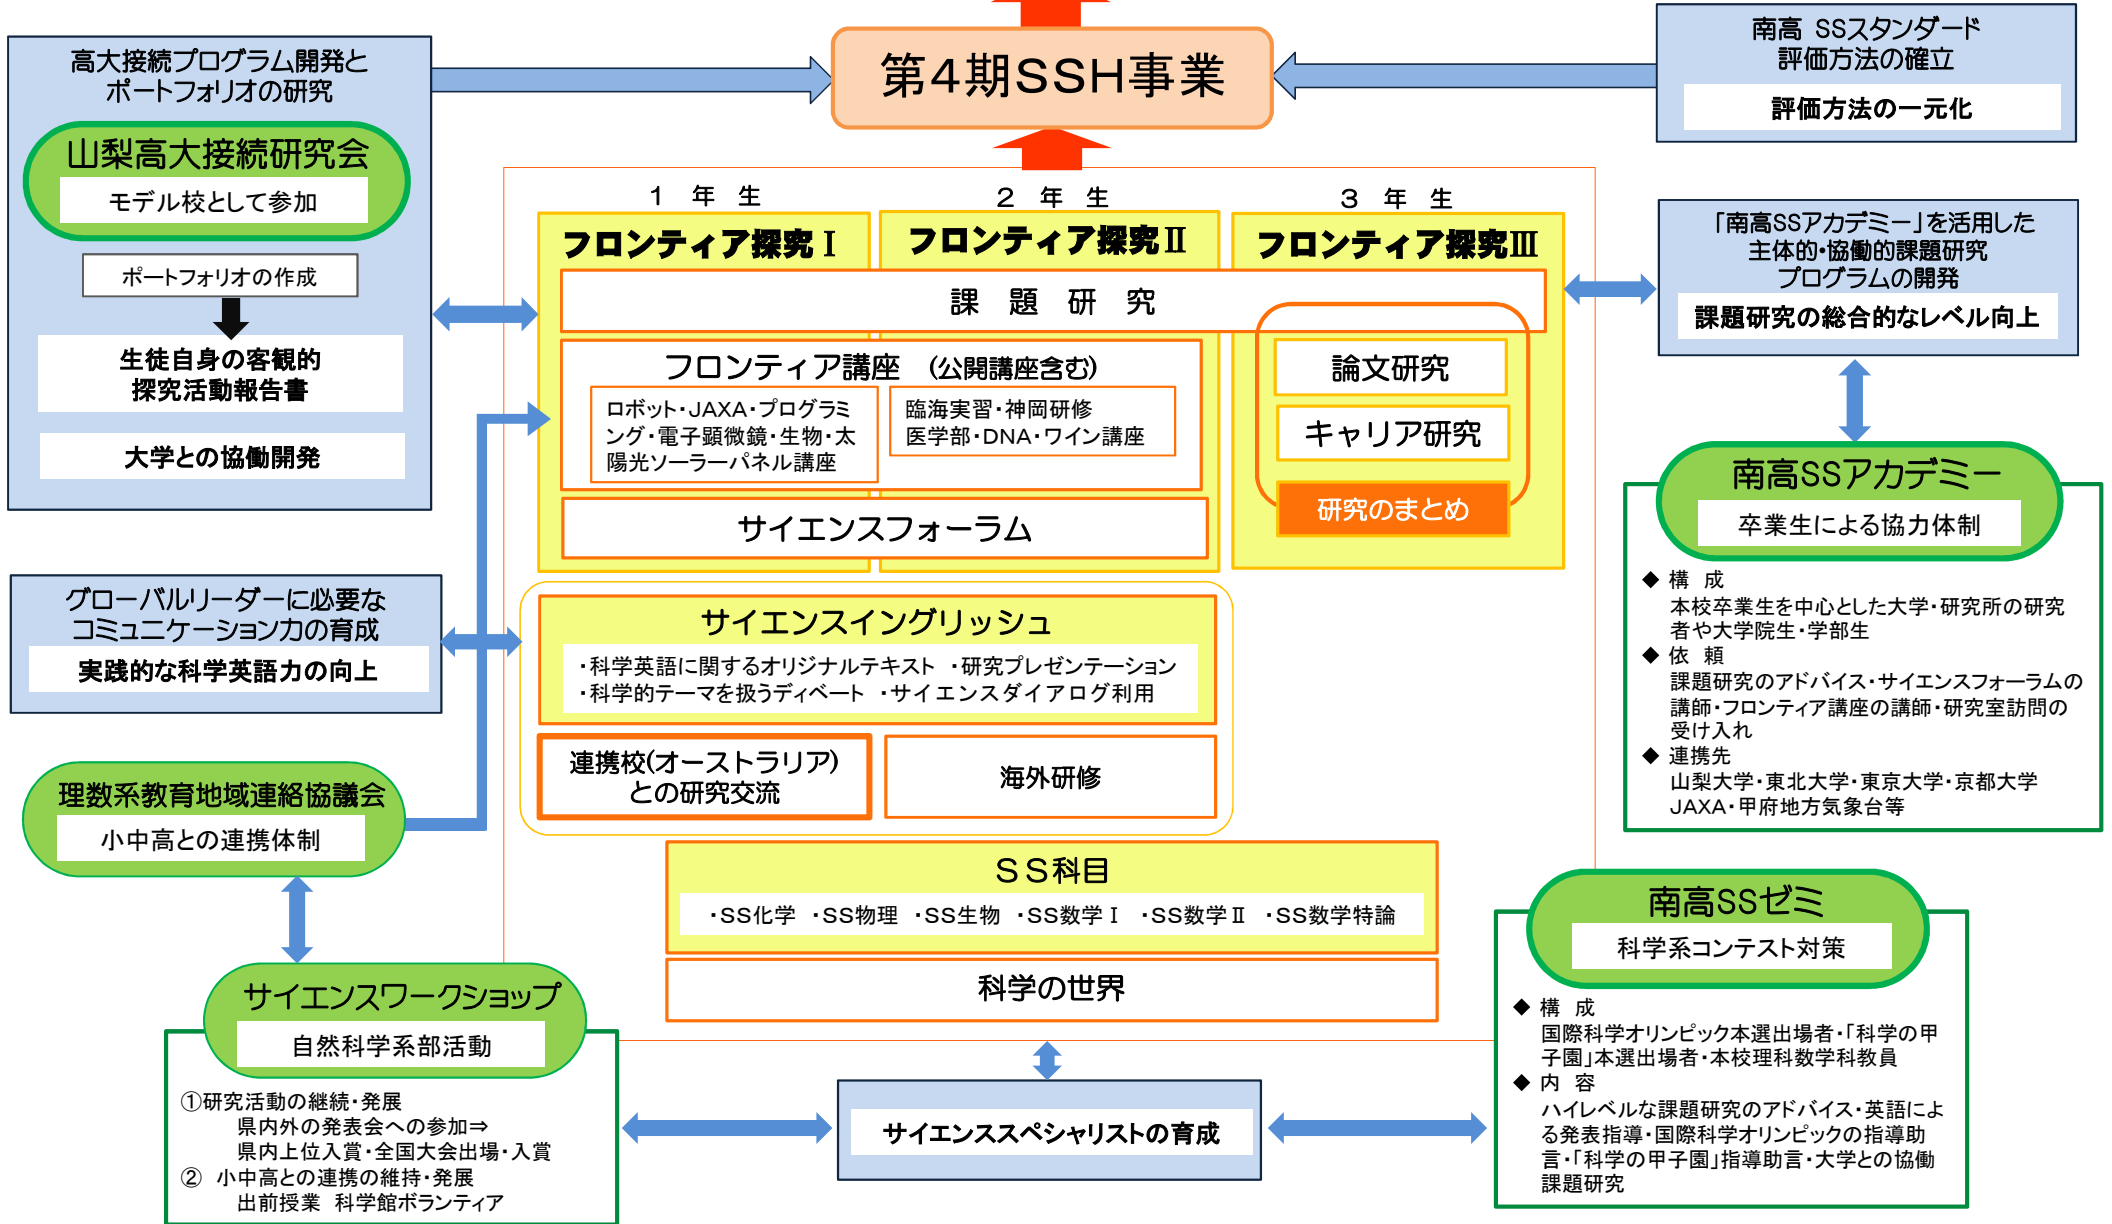 第4期SSH事業
高大接続プログラム開発と
ポートフォリオの研究
山梨高大接続研究会
モデル校として参加
ポートフォリオの作成
生徒自身の客観的
探究活動報告書
大学との協働開発
南高 SSスタンダード
評価方法の確立
評価方法の一元化
1 年 生
2 年 生
3 年 生
フロンティア探究Ⅰ
フロンティア探究Ⅱ
フロンティア探究Ⅲ
課 題 研 究
フロンティア講座 (公開講座含む)
ロボット・JAXA・プログラミ
ング・電子顕微鏡・生物・太
陽光ソーラーパネル講座
臨海実習・神岡研修
医学部・DNA・ワイン講座
論文研究
キャリア研究
研究のまとめ
サイエンスフォーラム
「南高SSアカデミー」を活用した
主体的・協働的課題研究
プログラムの開発
課題研究の総合的なレベル向上
南高SSアカデミー
卒業生による協力体制
◆ 構 成
本校卒業生を中心とした大学・研究所の研究
者や大学院生・学部生
◆ 依 頼
課題研究のアドバイス・サイエンスフォーラムの
講師・フロンティア講座の講師・研究室訪問の
受け入れ
◆ 連携先
山梨大学・東北大学・東京大学・京都大学
JAXA・甲府地方気象台等
グローバルリーダーに必要な
コミュニケーション力の育成
実践的な科学英語力の向上
サイエンスイングリッシュ
・科学英語に関するオリジナルテキスト ・研究プレゼンテーション
・科学的テーマを扱うディベート ・サイエンスダイアログ利用
連携校(オーストラリア)
との研究交流
海外研修
理数系教育地域連絡協議会
小中高との連携体制
SS科目
・SS化学 ・SS物理 ・SS生物 ・SS数学Ⅰ ・SS数学Ⅱ ・SS数学特論
科学の世界
サイエンスワークショップ
自然科学系部活動
①研究活動の継続・発展
県内外の発表会への参加⇒
県内上位入賞・全国大会出場・入賞
② 小中高との連携の維持・発展
出前授業 科学館ボランティア
サイエンススペシャリストの育成
南高SSゼミ
科学系コンテスト対策
◆ 構 成
国際科学オリンピック本選出場者・「科学の甲
子園」本選出場者・本校理科数学科教員
◆ 内 容
ハイレベルな課題研究のアドバイス・英語によ
る発表指導・国際科学オリンピックの指導助
言・「科学の甲子園」指導助言・大学との協働
課題研究